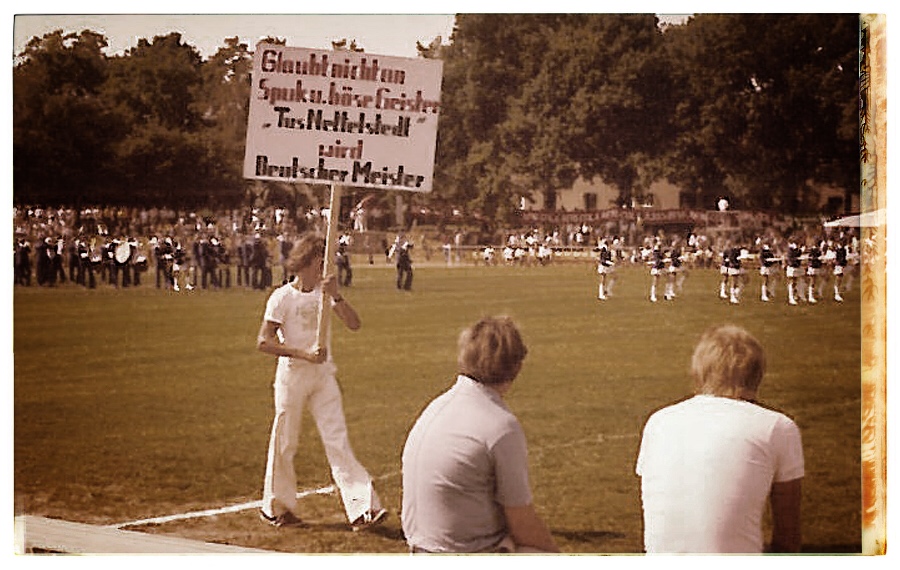 Glaubt nicht an
Spuk u. böse Geister
„Tus Nettelstedt"
wird
Deutscher Meister